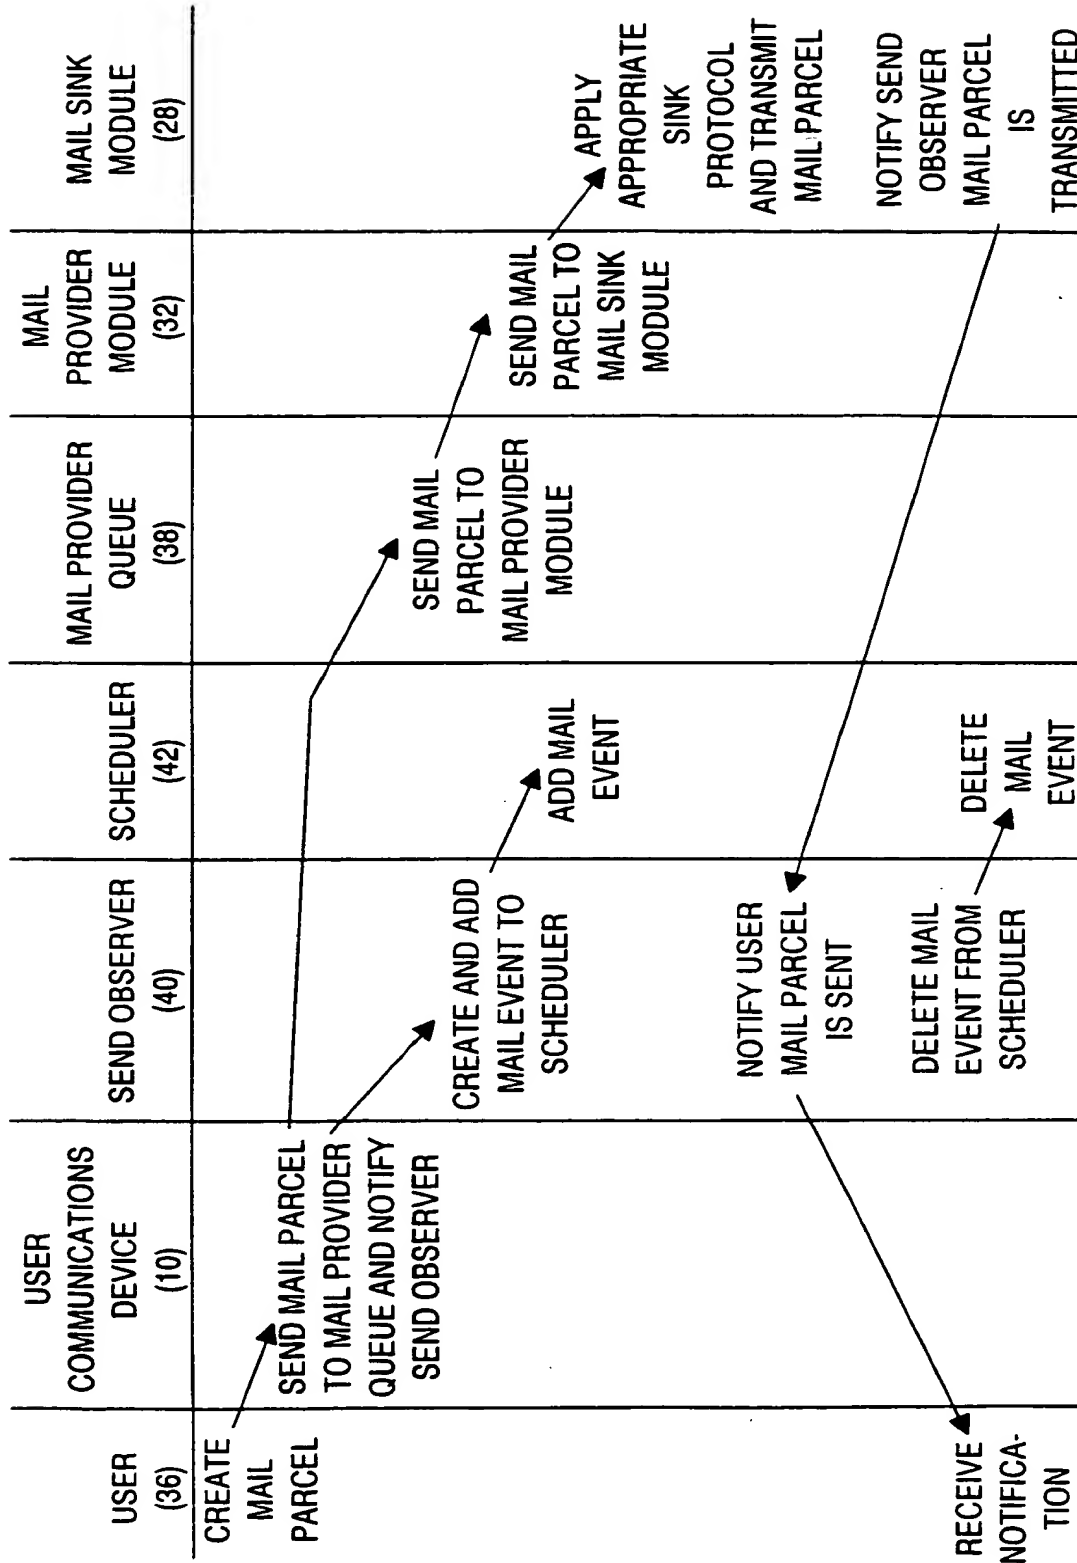 USER
(36)
USER
COMMUNICATIONS
DEVICE
(10)
SEND OBSERVER
(40)
SCHEDULER
(42)
MAIL PROVIDER
QUEUE
(38)
MAIL
PROVIDER
MODULE
(32)
MAIL SINK
MODULE
(28)
CREATE
MAIL
PARCEL
SEND MAIL PARCEL
TO MAIL PROVIDER
QUEUE AND NOTIFY
SEND OBSERVER
CREATE AND ADD
MAIL EVENT TO
SCHEDULER
ADD MAIL
EVENT
SEND MAIL
PARCEL TO
MAIL PROVIDER
MODULE
SEND MAIL
PARCEL TO
MAIL SINK
MODULE
APPLY
APPROPRIATE
SINK
PROTOCOL
AND TRANSMIT
MAIL PARCEL
NOTIFY SEND
OBSERVER
MAIL PARCEL
IS
TRANSMITTED
NOTIFY USER
MAIL PARCEL
IS SENT
RECEIVE
NOTIFICA-
TION
DELETE MAIL
EVENT FROM
SCHEDULER
DELETE
MAIL
EVENT